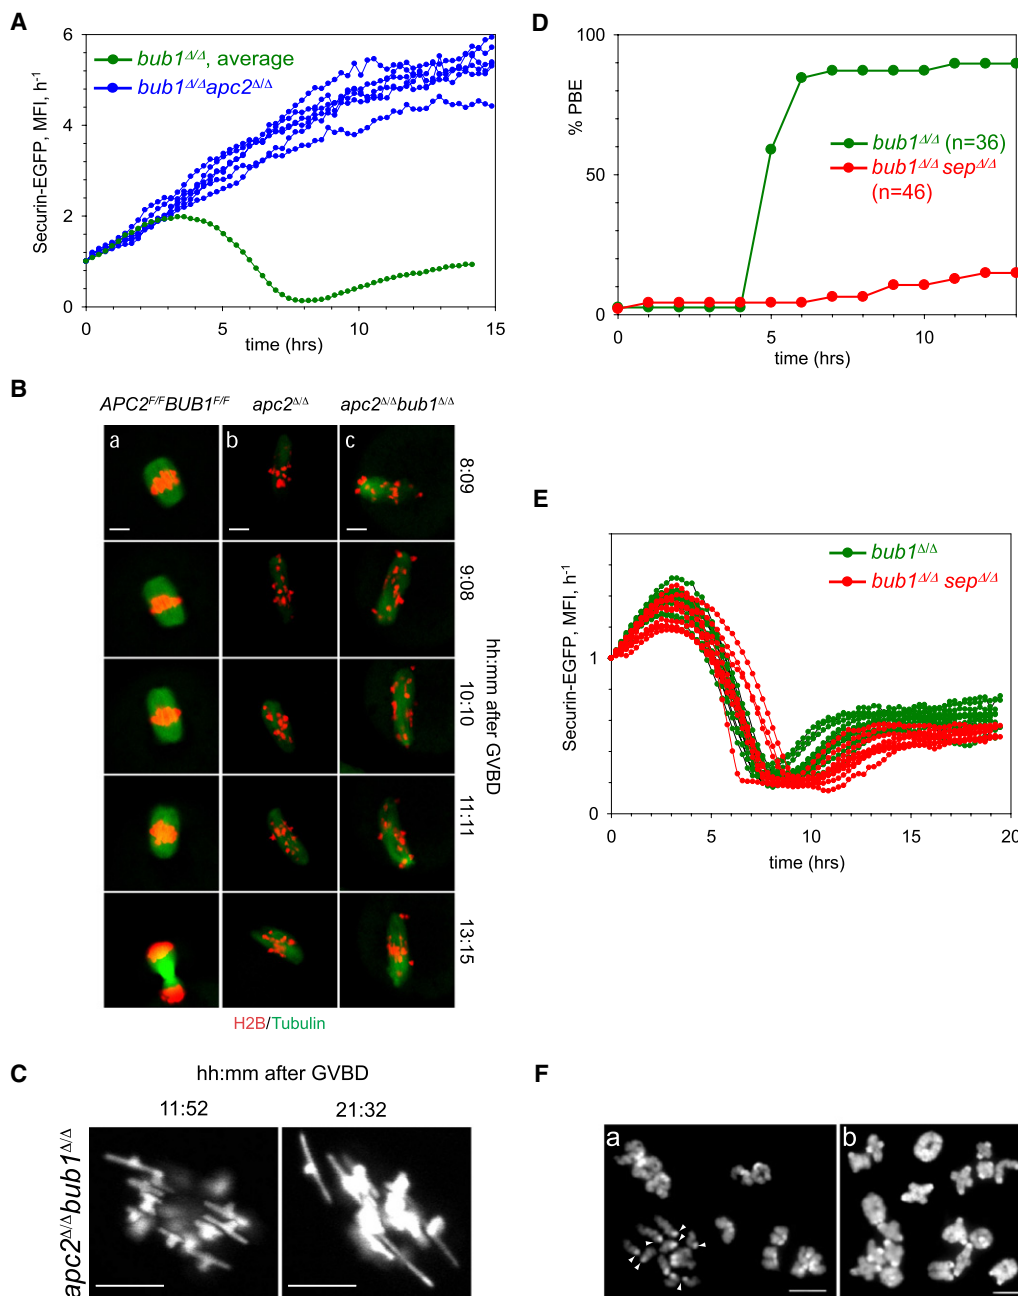 A
6
4
2
0
Securin-EGFP, MFI, h-1
bub1Δ/Δ, average
bub1Δ/Δapc2Δ/Δ
0 5 10 15
time (hrs)
B
APC2F/FBUB1F/F apc2Δ/Δ apc2Δ/Δbub1Δ/Δ
a b c
8:09
9:08
10:10
11:11
13:15
hh:mm after GVBD
H2B/Tubulin
C
hh:mm after GVBD
11:52 21:32
apc2Δ/Δbub1Δ/Δ
D
100
50
0
% PBE
bub1Δ/Δ (n=36)
bub1Δ/Δ sepΔ/Δ
(n=46)
0 5 10
time (hrs)
E
1
0
Securin-EGFP, MFI, h-1
bub1Δ/Δ
bub1Δ/Δ sepΔ/Δ
0 5 10 15 20
time (hrs)
F
a b